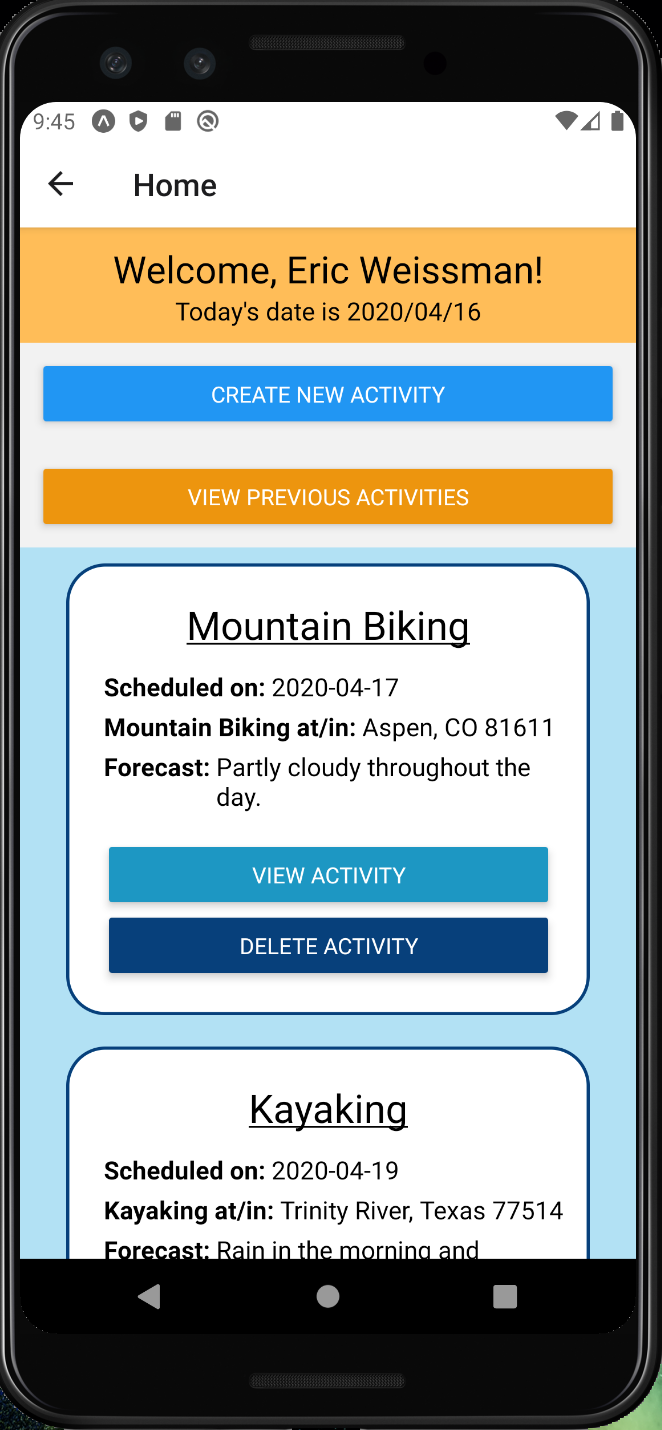 9:45
Home
Welcome, Eric Weissman!
Today's date is 2020/04/16
CREATE NEW ACTIVITY
VIEW PREVIOUS ACTIVITIES
Mountain Biking
Scheduled on: 2020-04-17
Mountain Biking at/in: Aspen, CO 81611
Forecast: Partly cloudy throughout the
day.
VIEW ACTIVITY
DELETE ACTIVITY
Kayaking
Scheduled on: 2020-04-19
Kayaking at/in: Trinity River, Texas 77514
Forecast: Rain in the morning and